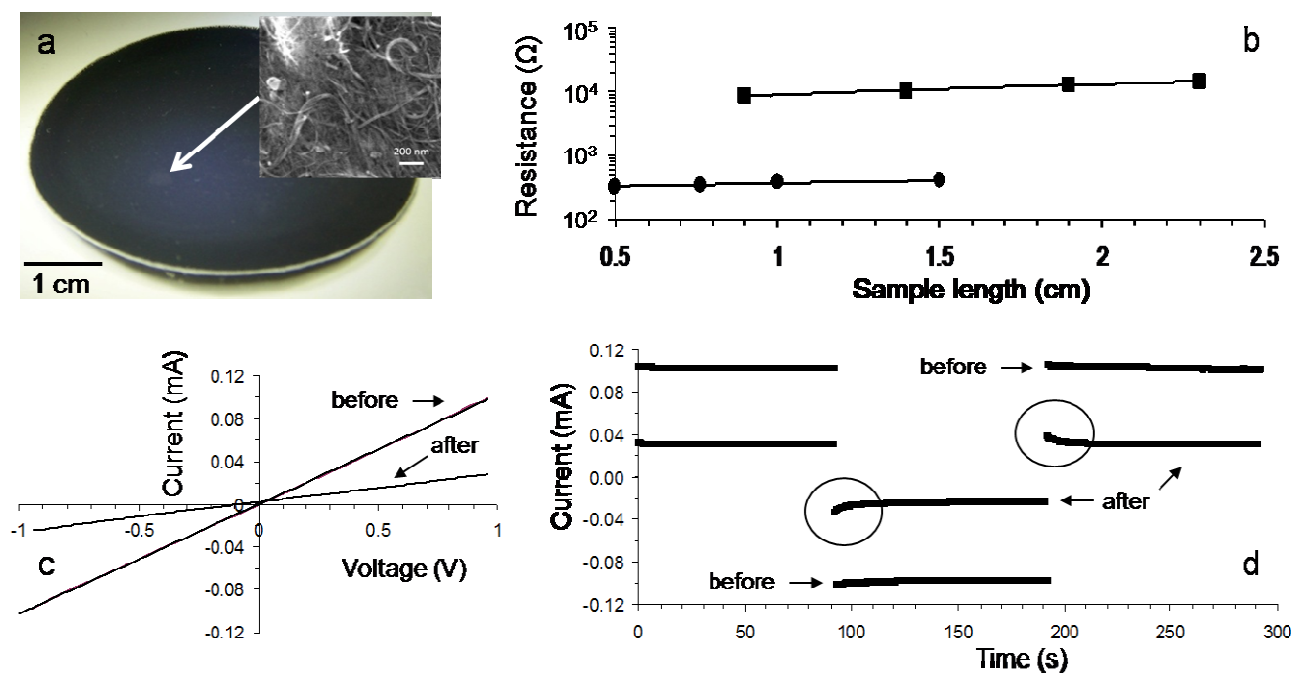 a
1 cm
200 nm
b
Resistance (Ω)
10⁵
10⁴
10³
10²
0.5 1 1.5 2 2.5
Sample length (cm)
c
Current (mA)
0.12
0.08
0.04
0
-0.04
-0.08
-0.12
-1 -0.5 0 0.5 1
Voltage (V)
before
after
d
Current (mA)
0.12
0.08
0.04
0.00
-0.04
-0.08
-0.12
0 50 100 150 200 250 300
Time (s)
before
after
before